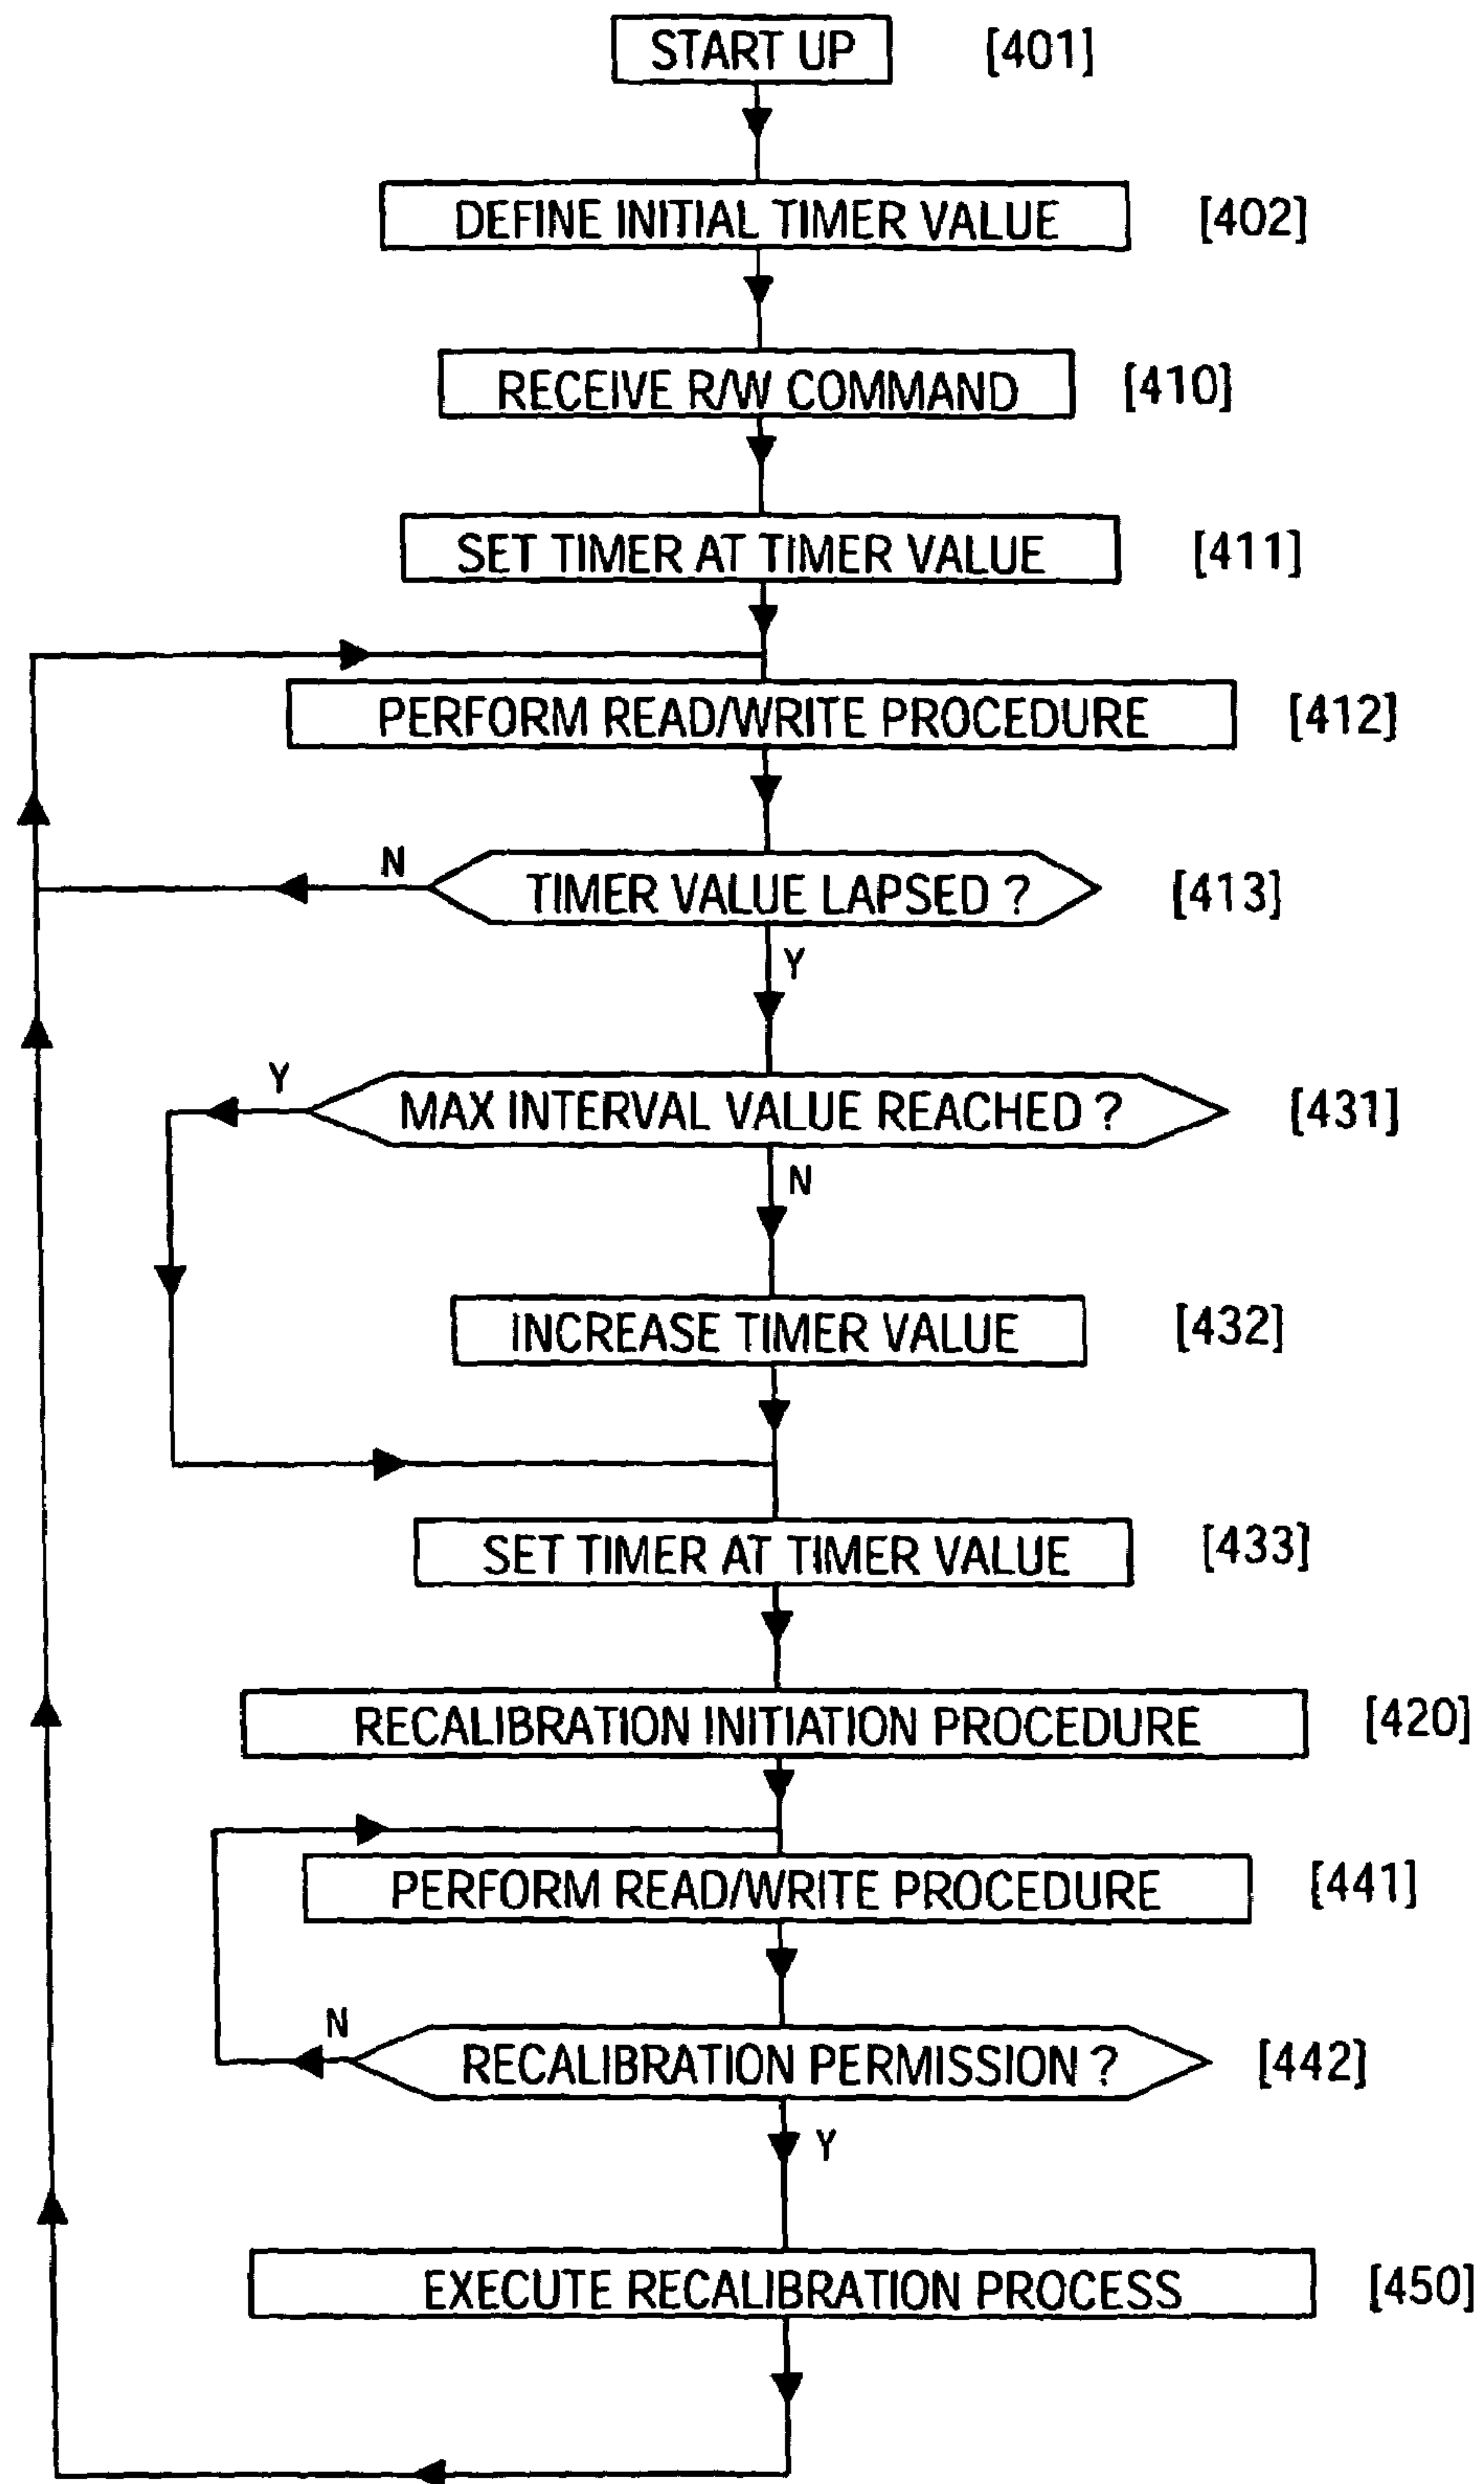 START UP [401]
DEFINE INITIAL TIMER VALUE [402]
RECEIVE R/W COMMAND [410]
SET TIMER AT TIMER VALUE [411]
PERFORM READ/WRITE PROCEDURE [412]
N
TIMER VALUE LAPSED ? [413]
Y
Y
MAX INTERVAL VALUE REACHED ? [431]
N
INCREASE TIMER VALUE [432]
SET TIMER AT TIMER VALUE [433]
RECALIBRATION INITIATION PROCEDURE [420]
PERFORM READ/WRITE PROCEDURE [441]
N
RECALIBRATION PERMISSION ? [442]
Y
EXECUTE RECALIBRATION PROCESS [450]